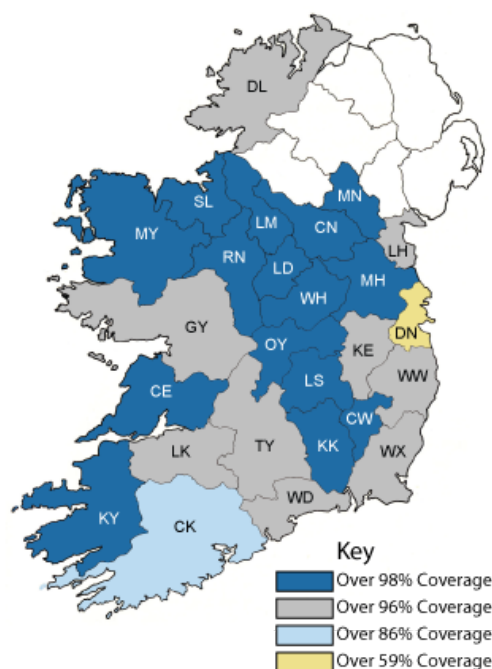 DL
MN
SL
LM
CN
MY
LH
RN
LD
MH
WH
GY
DN
OY
KE
WW
LS
CE
CW
KK
WX
LK
TY
WD
KY
CK
Key
Over 98% Coverage
Over 96% Coverage
Over 86% Coverage
Over 59% Coverage